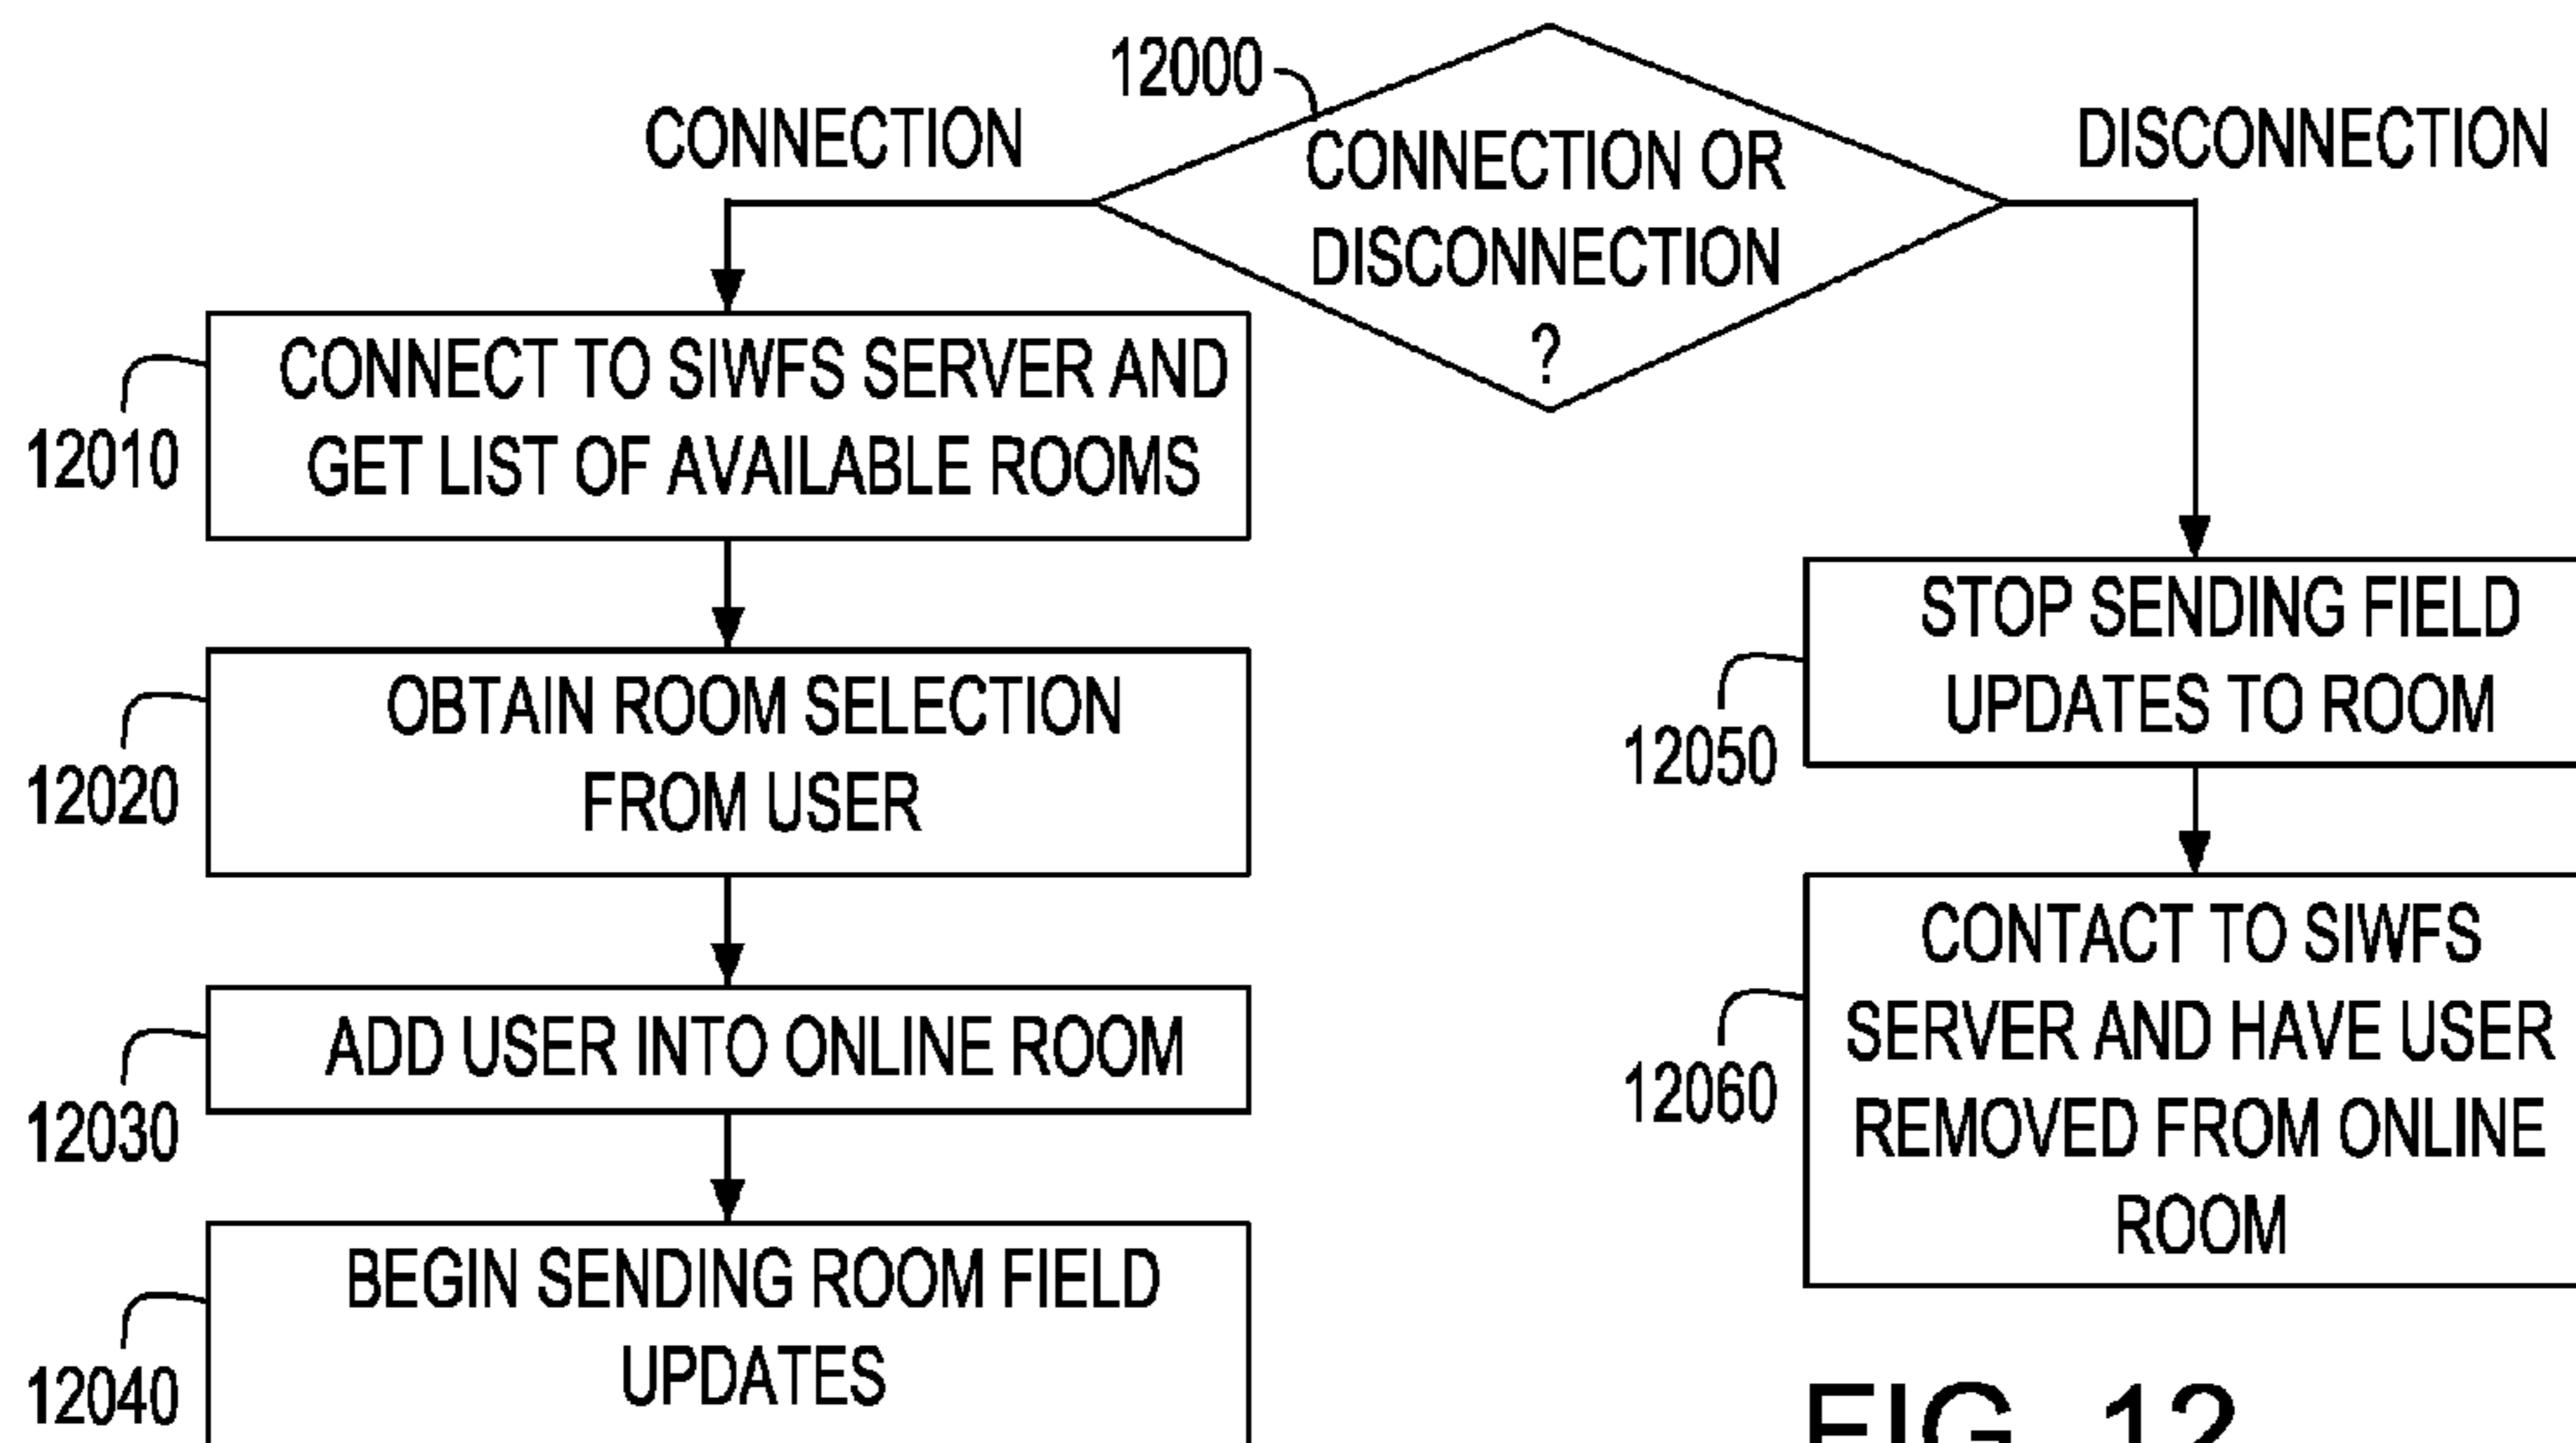 12000
CONNECTION
CONNECTION OR
DISCONNECTION
?
DISCONNECTION
12010
CONNECT TO SIWFS SERVER AND
GET LIST OF AVAILABLE ROOMS
12020
OBTAIN ROOM SELECTION
FROM USER
12030
ADD USER INTO ONLINE ROOM
12040
BEGIN SENDING ROOM FIELD
UPDATES
12050
STOP SENDING FIELD
UPDATES TO ROOM
12060
CONTACT TO SIWFS
SERVER AND HAVE USER
REMOVED FROM ONLINE
ROOM
FIG. 12